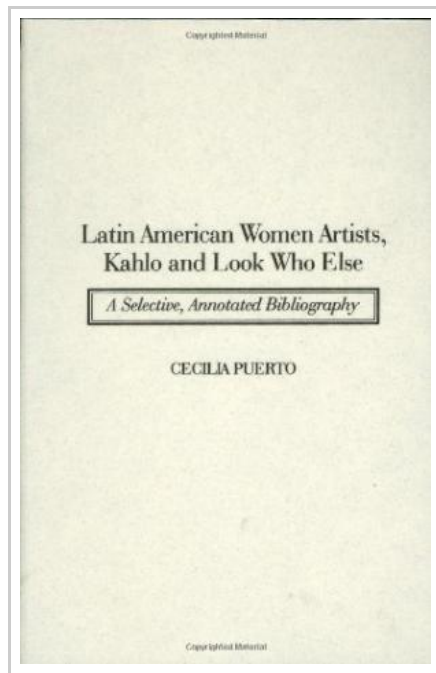 Copyrighted Material
Latin American Women Artists,
Kahlo and Look Who Else
A Selective, Annotated Bibliography
CECILIA PUERTO
Copyrighted Material